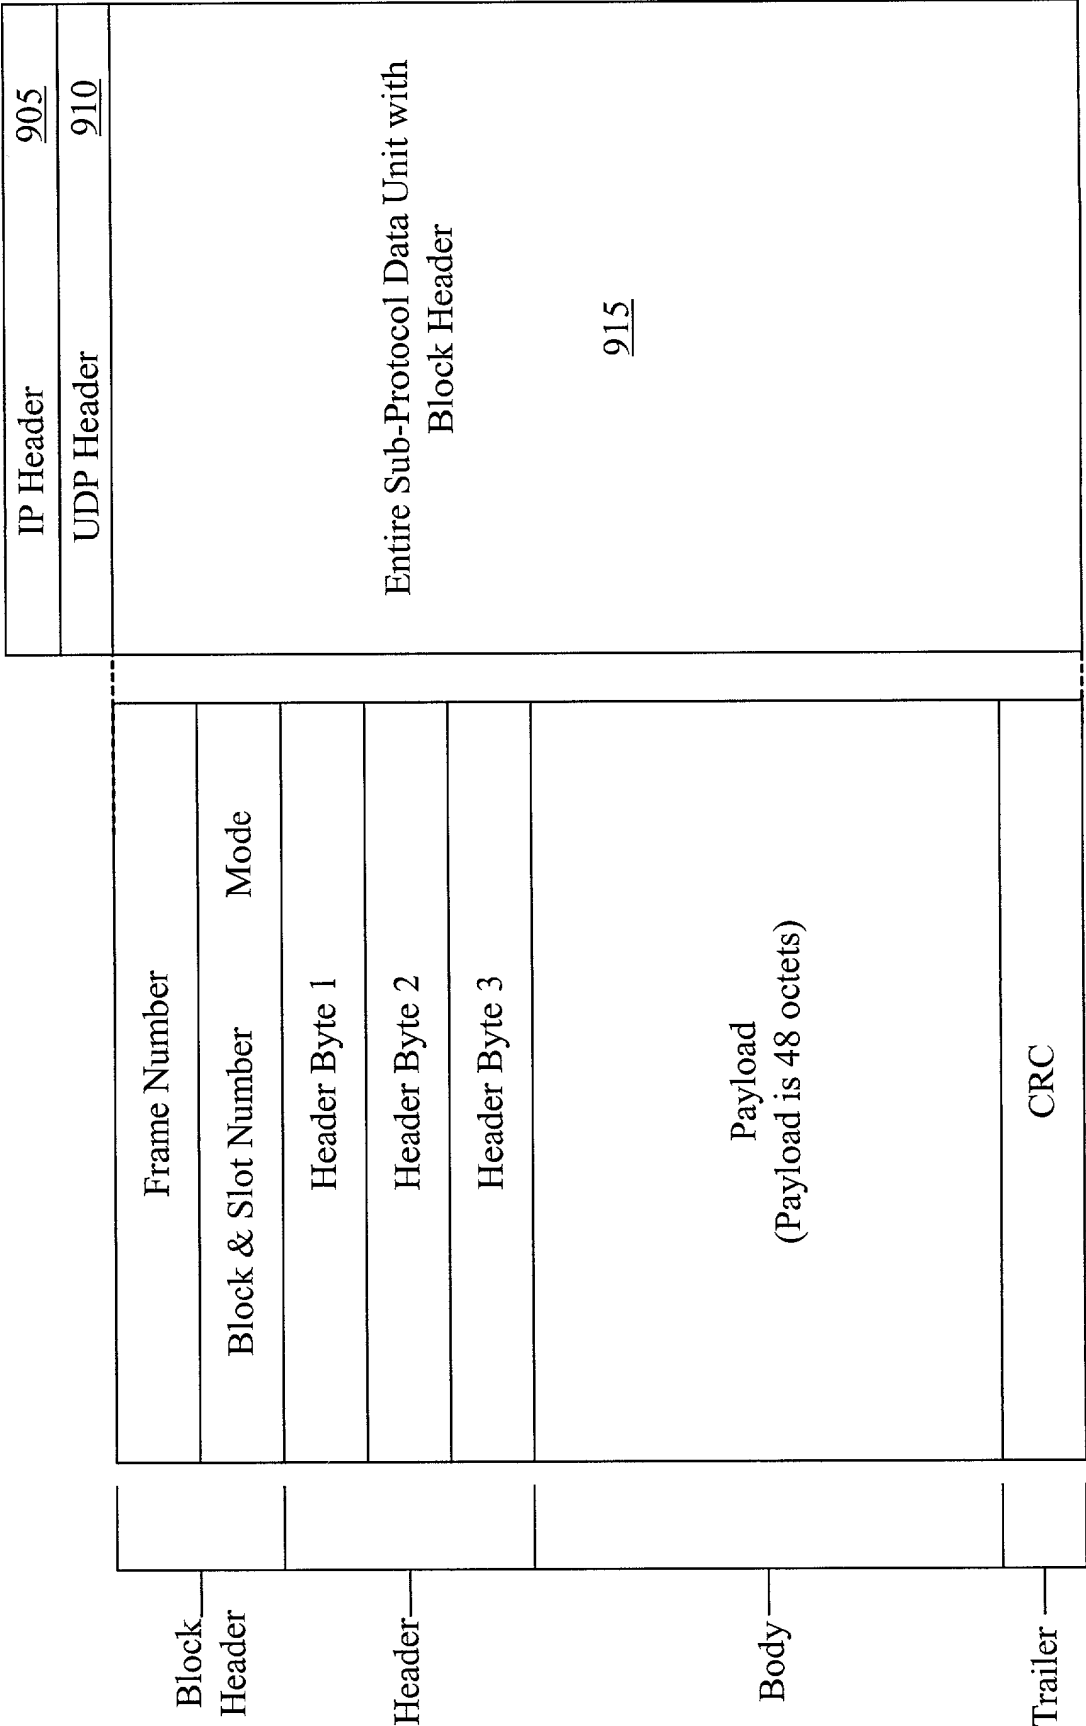 IP Header 905
UDP Header 910
Entire Sub-Protocol Data Unit with
Block Header
915
Block
Header
Frame Number
Block & Slot Number Mode
Header
Header Byte 1
Header Byte 2
Header Byte 3
Body
Payload
(Payload is 48 octets)
Trailer
CRC